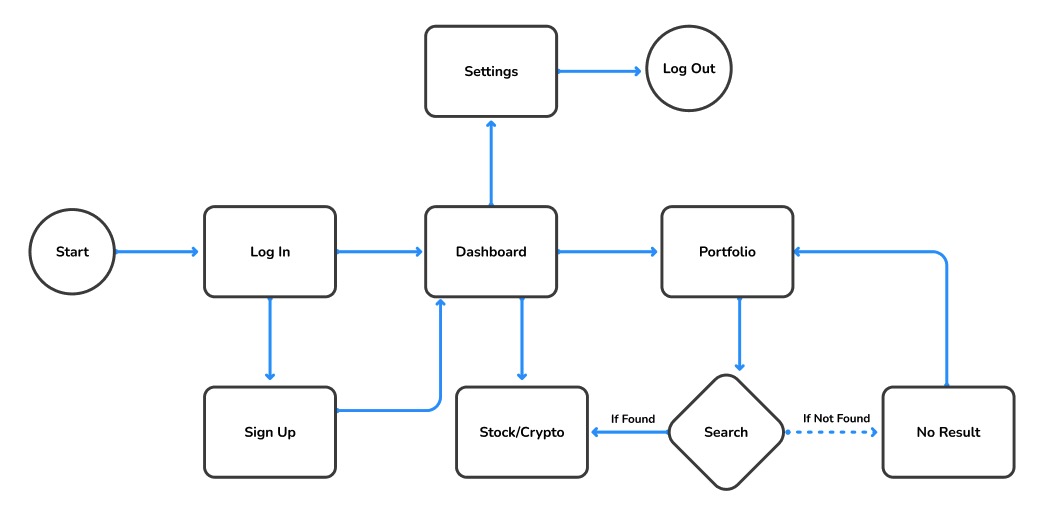 Settings
Log Out
Start
Log In
Dashboard
Portfolio
Sign Up
Stock/Crypto
If Found
Search
If Not Found
No Result